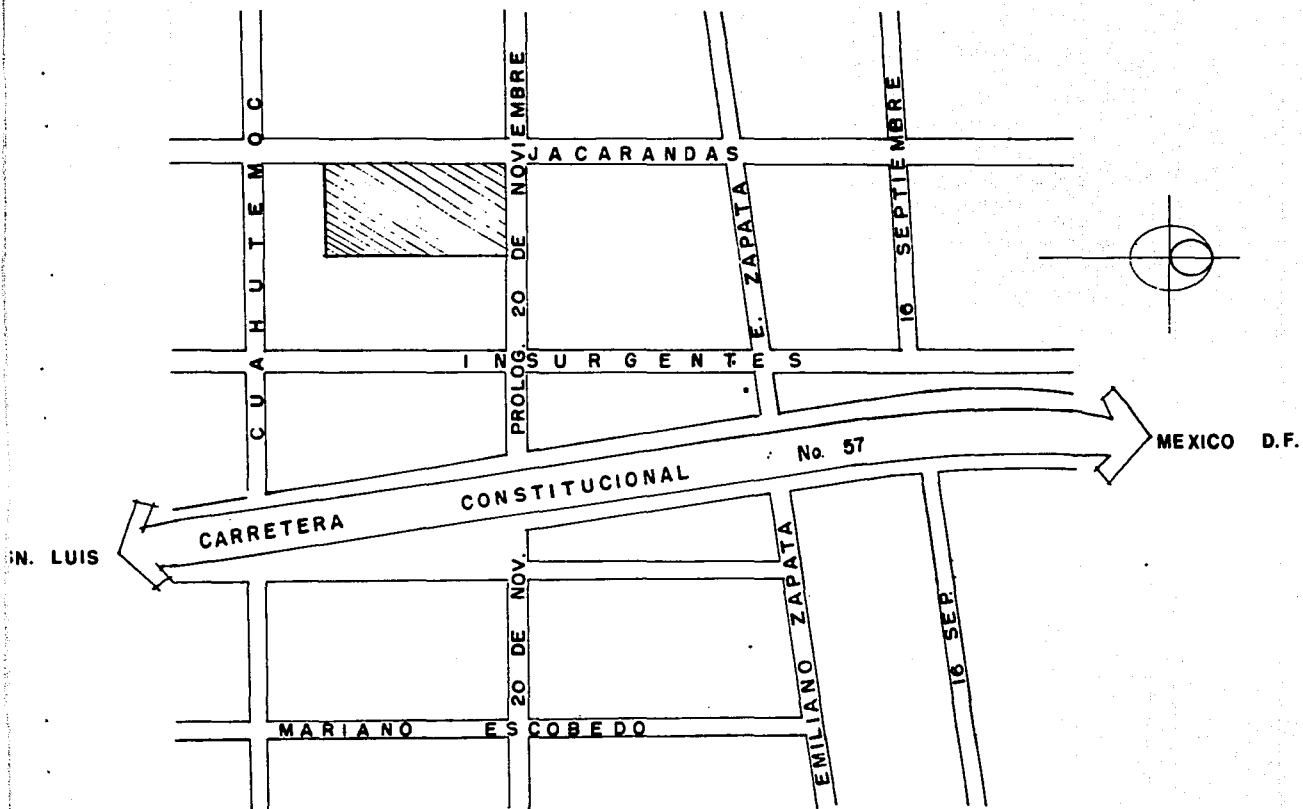 CUAHUTEMOC
PROLOG. 20 DE NOVIEMBRE
JACARANDAS
E. ZAPATA
16 SEPTIEMBRE
INSURGENTES
MEXICO D.F.
CARRETERA CONSTITUCIONAL No. 57
N. LUIS
20 DE NOV.
EMILIANO ZAPATA
16 SEP.
MARIANO ESCOBEDO